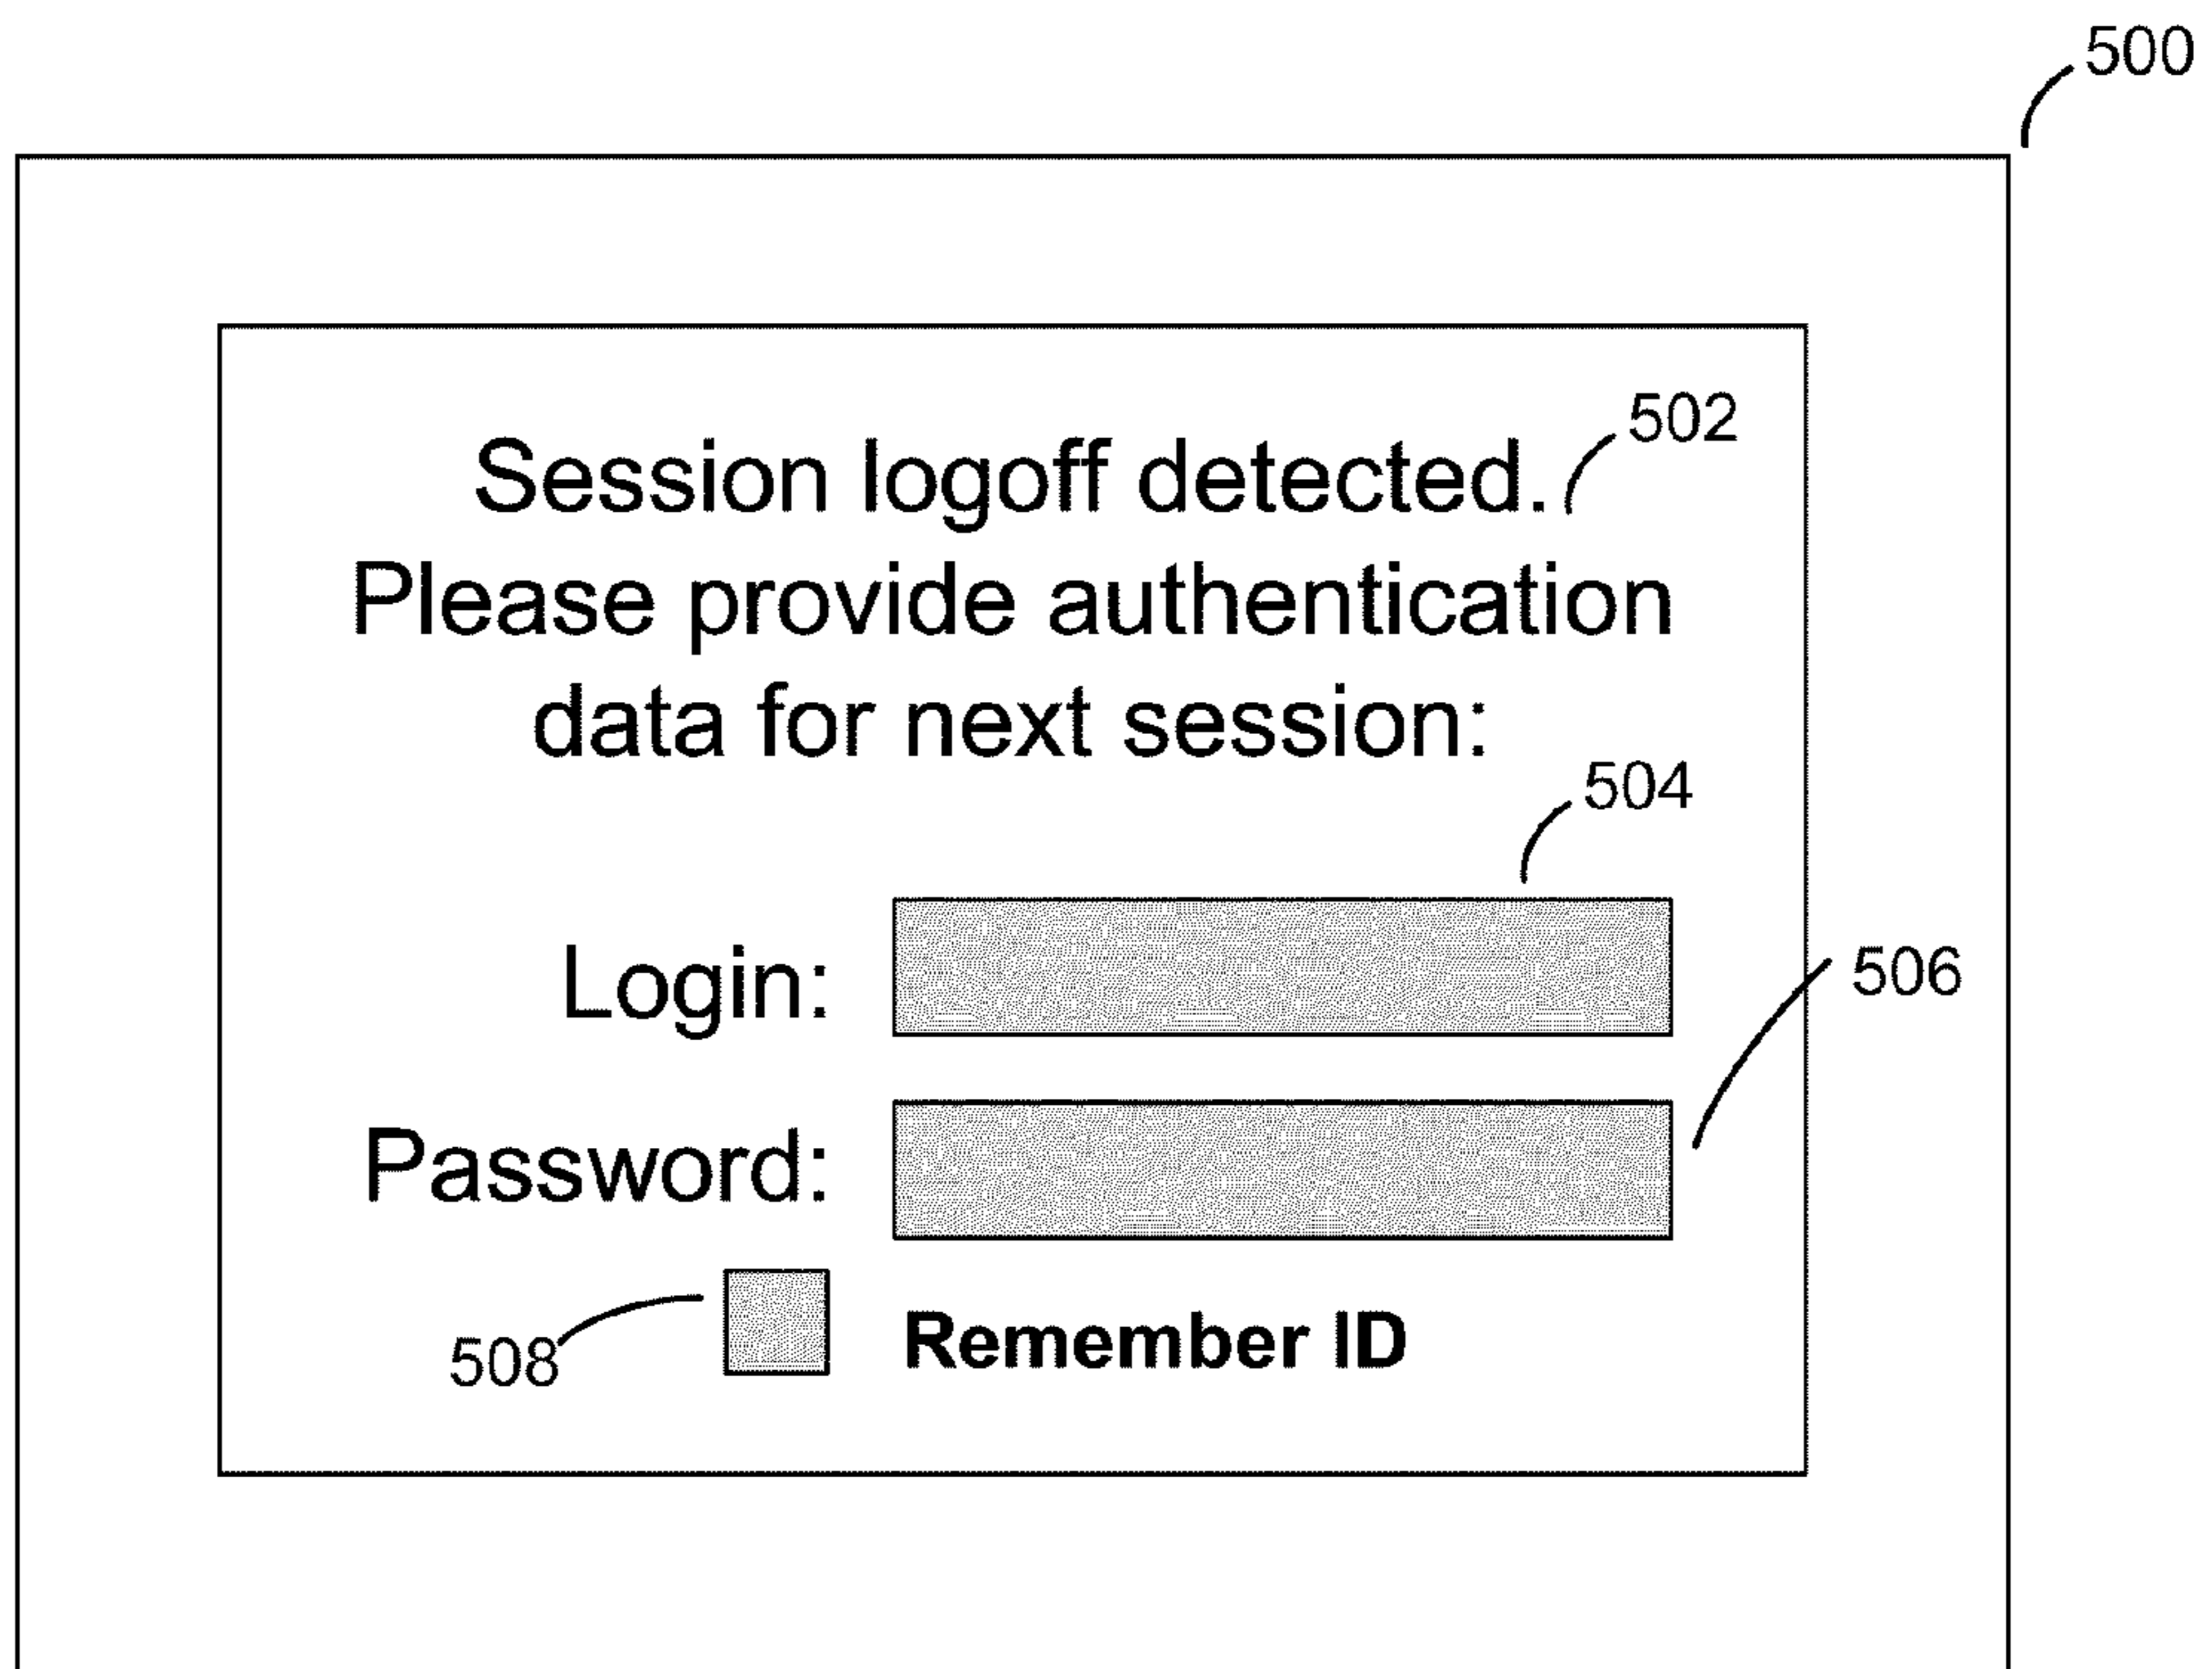 500
502
Session logoff detected.
Please provide authentication
data for next session:
504
Login:
506
Password:
508
Remember ID